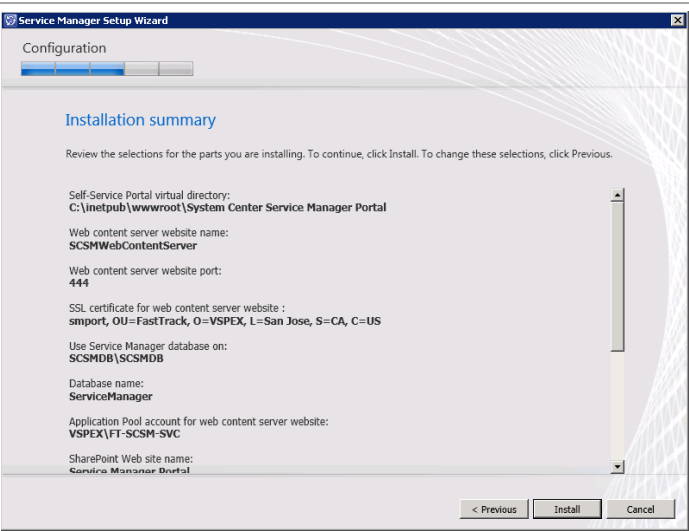 Service Manager Setup Wizard
Configuration
Installation summary
Review the selections for the parts you are installing. To continue, click Install. To change these selections, click Previous.
Self-Service Portal virtual directory:
C:\inetpub\wwwroot\System Center Service Manager Portal
Web content server website name:
SCSMWebContentServer
Web content server website port:
444
SSL certificate for web content server website :
smport, OU=FastTrack, O=VSPEX, L=San Jose, S=CA, C=US
Use Service Manager database on:
SCSMDB\SCSMDB
Database name:
ServiceManager
Application Pool account for web content server website:
VSPEX\FT-SCSM-SVC
SharePoint Web site name:
Service Manager Portal
< Previous Install Cancel